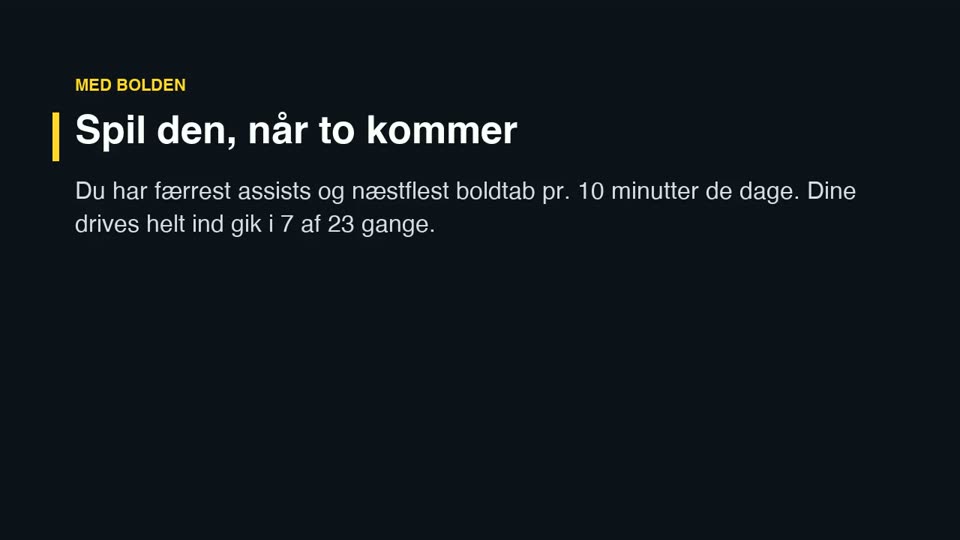 MED BOLDEN
Spil den, når to kommer
Du har færrest assists og næstflest boldtab pr. 10 minutter de dage. Dine
drives helt ind gik i 7 af 23 gange.